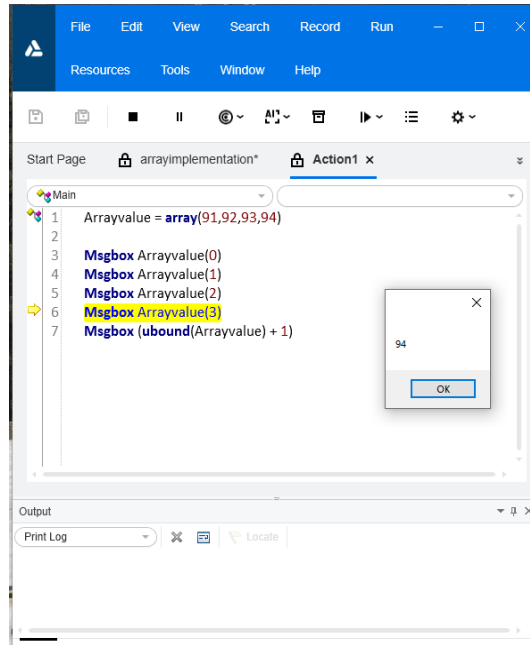 File Edit View Search Record Run
Resources Tools Window Help
Start Page arrayimplementation* Action1
Main
1 Arrayvalue = array(91,92,93,94)
2
3 Msgbox Arrayvalue(0)
4 Msgbox Arrayvalue(1)
5 Msgbox Arrayvalue(2)
6 Msgbox Arrayvalue(3)
7 Msgbox (ubound(Arrayvalue) + 1)
94
OK
Output
Print Log Locate